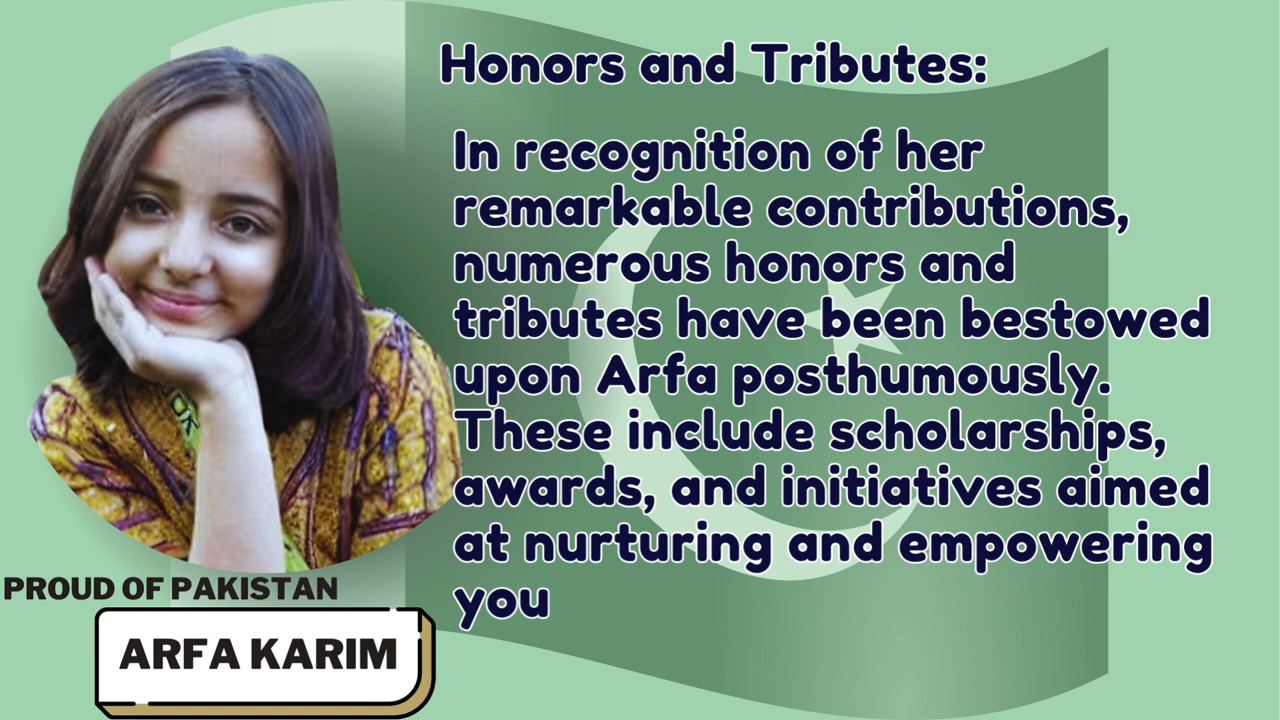 Honors and Tributes:
In recognition of her
remarkable contributions,
numerous honors and
tributes have been bestowed
upon Arfa posthumously.
These include scholarships,
awards, and initiatives aimed
at nurturing and empowering
you
PROUD OF PAKISTAN
ARFA KARIM